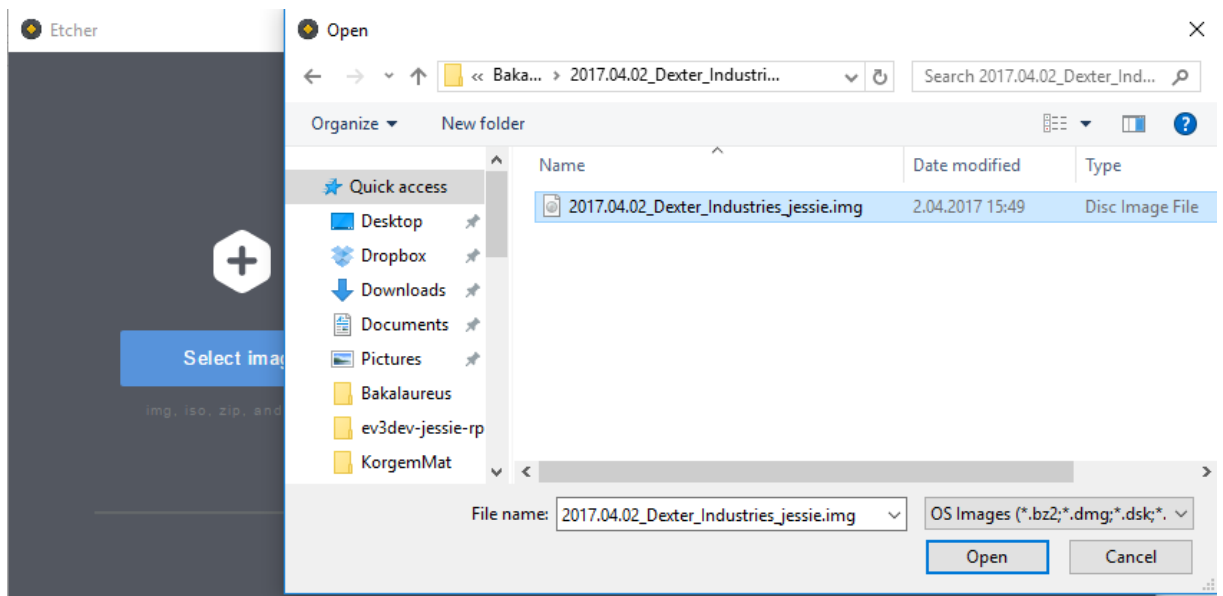 Etcher
Open
« Baka... > 2017.04.02_Dexter_Industri...
Search 2017.04.02_Dexter_Ind...
Organize
New folder
Name
Date modified
Type
2017.04.02_Dexter_Industries_jessie.img
2.04.2017 15:49
Disc Image File
Quick access
Desktop
Dropbox
Downloads
Documents
Pictures
Bakalaureus
ev3dev-jessie-rp
KorgemMat
Select imag
img, iso, zip, and
File name:
2017.04.02_Dexter_Industries_jessie.img
OS Images (*.bz2;*.dmg;*.dsk;*.
Open
Cancel